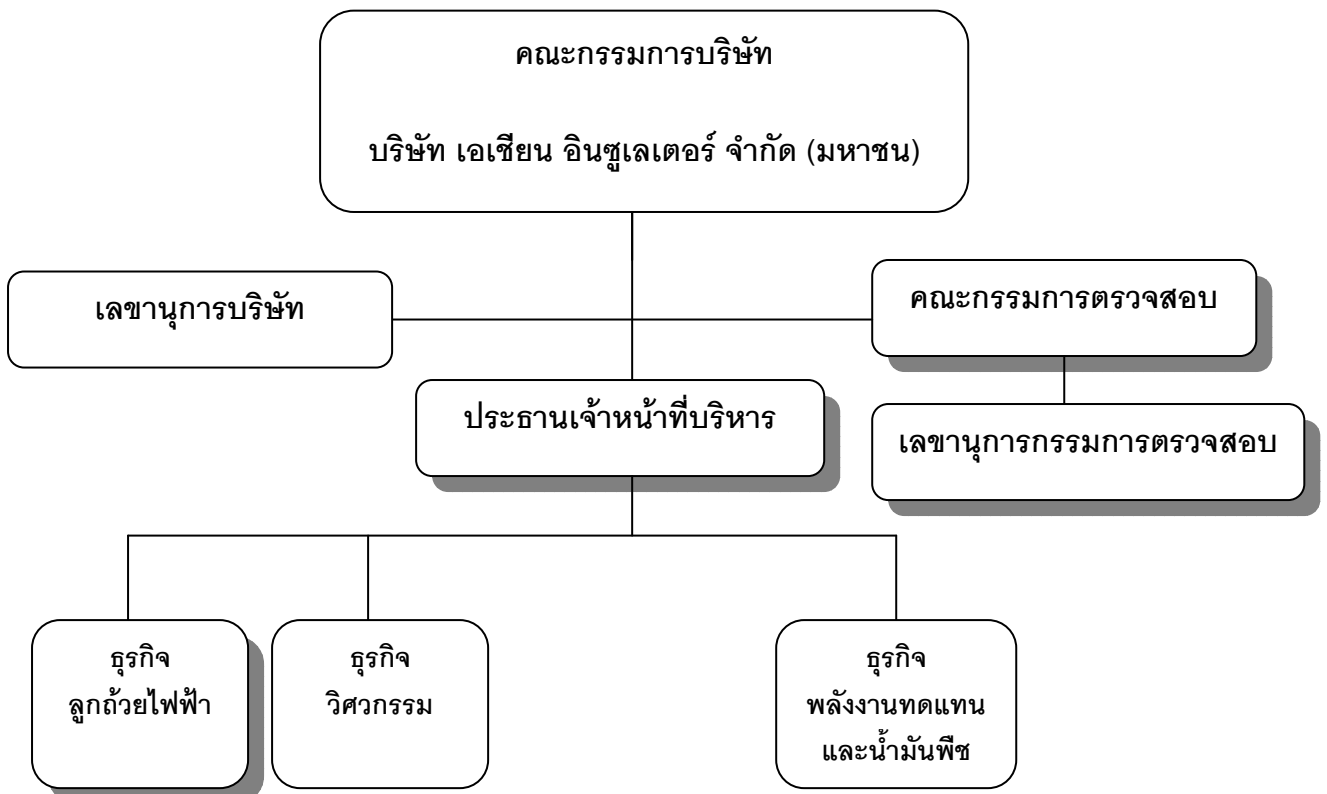 คณะกรรมการบริษัท
บริษัท เอเชียน อินซูเลเตอร์ จำกัด (มหาชน)
เลขานุการบริษัท
คณะกรรมการตรวจสอบ
ประธานเจ้าหน้าที่บริหาร
เลขานุการกรรมการตรวจสอบ
ธุรกิจ
ลูกถ้วยไฟฟ้า
ธุรกิจ
วิศวกรรม
ธุรกิจ
พลังงานทดแทน
และน้ำมันพืช